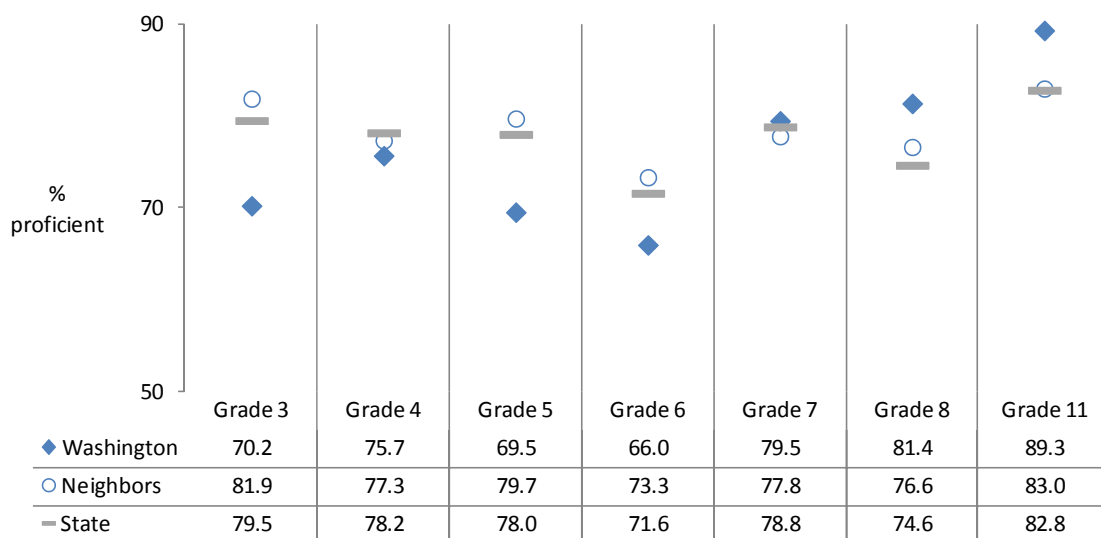 90
%
proficient
70
50
Grade 3 Grade 4 Grade 5 Grade 6 Grade 7 Grade 8 Grade 11
Washington 70.2 75.7 69.5 66.0 79.5 81.4 89.3
Neighbors 81.9 77.3 79.7 73.3 77.8 76.6 83.0
State 79.5 78.2 78.0 71.6 78.8 74.6 82.8